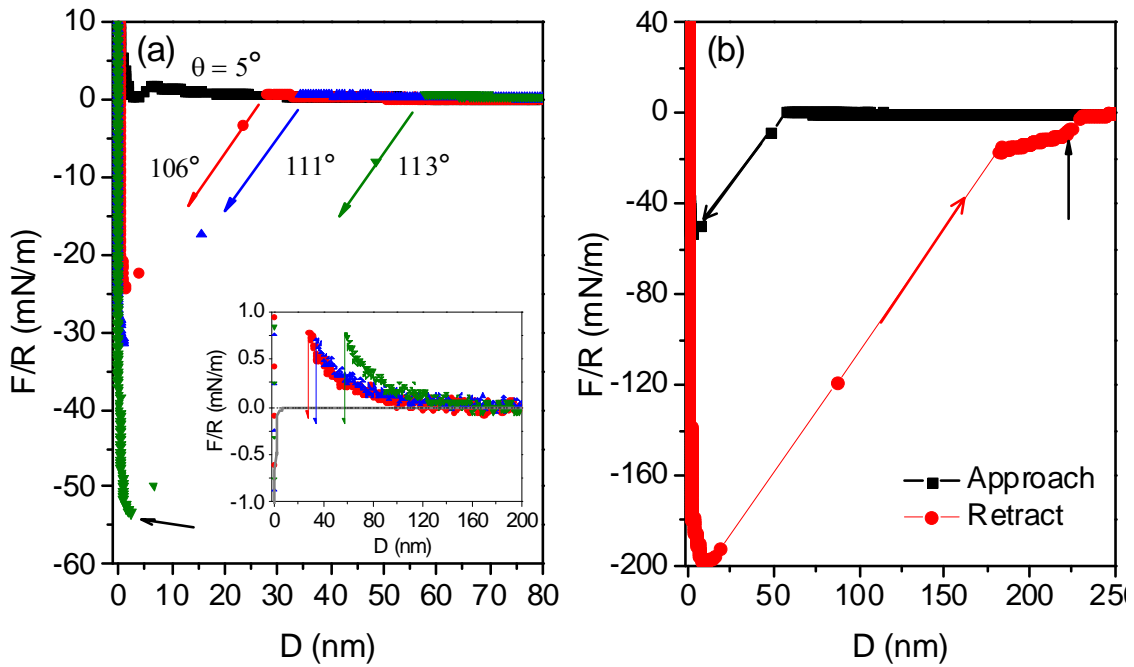 (a)
θ = 5°
106°
111°
113°
10
0
-10
-20
-30
-40
-50
-60
F/R (mN/m)
0 10 20 30 40 50 60 70 80
D (nm)
1.0
0.5
0.0
-0.5
-1.0
F/R (mN/m)
0 40 80 120 160 200
D (nm)
(b)
40
0
-40
-80
-120
-160
-200
F/R (mN/m)
Approach
Retract
0 50 100 150 200 250
D (nm)